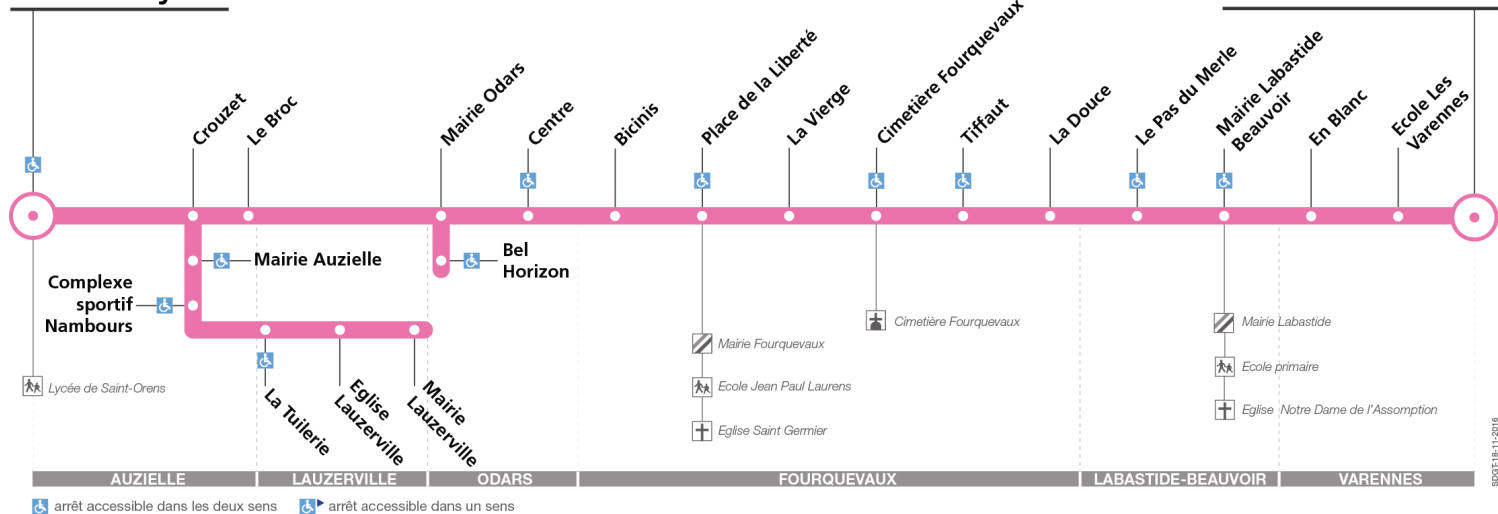 Crouzet
Le Broc
Mairie Odars
Centre
Bicinis
Place de la Liberté
La Vierge
Cimetière Fourquevaux
Tiffaut
La Douce
Le Pas du Merle
Mairie Labastide
Beauvoir
En Blanc
Ecole Les
Varennes
Mairie Auzielle
Bel
Horizon
Complexe
sportif
Nambours
La Tuilerie
Eglise
Lauzerville
Mairie
Lauzerville
Lycée de Saint-Orens
Mairie Fourquevaux
Ecole Jean Paul Laurens
Eglise Saint Germier
Cimetière Fourquevaux
Mairie Labastide
Ecole primaire
Eglise Notre Dame de l'Assomption
SDGT-18-11-2016
AUZIELLE
LAUZERVILLE
ODARS
FOURQUEVAUX
LABASTIDE-BEAUVOIR
VARENNES
arrêt accessible dans les deux sens
arrêt accessible dans un sens